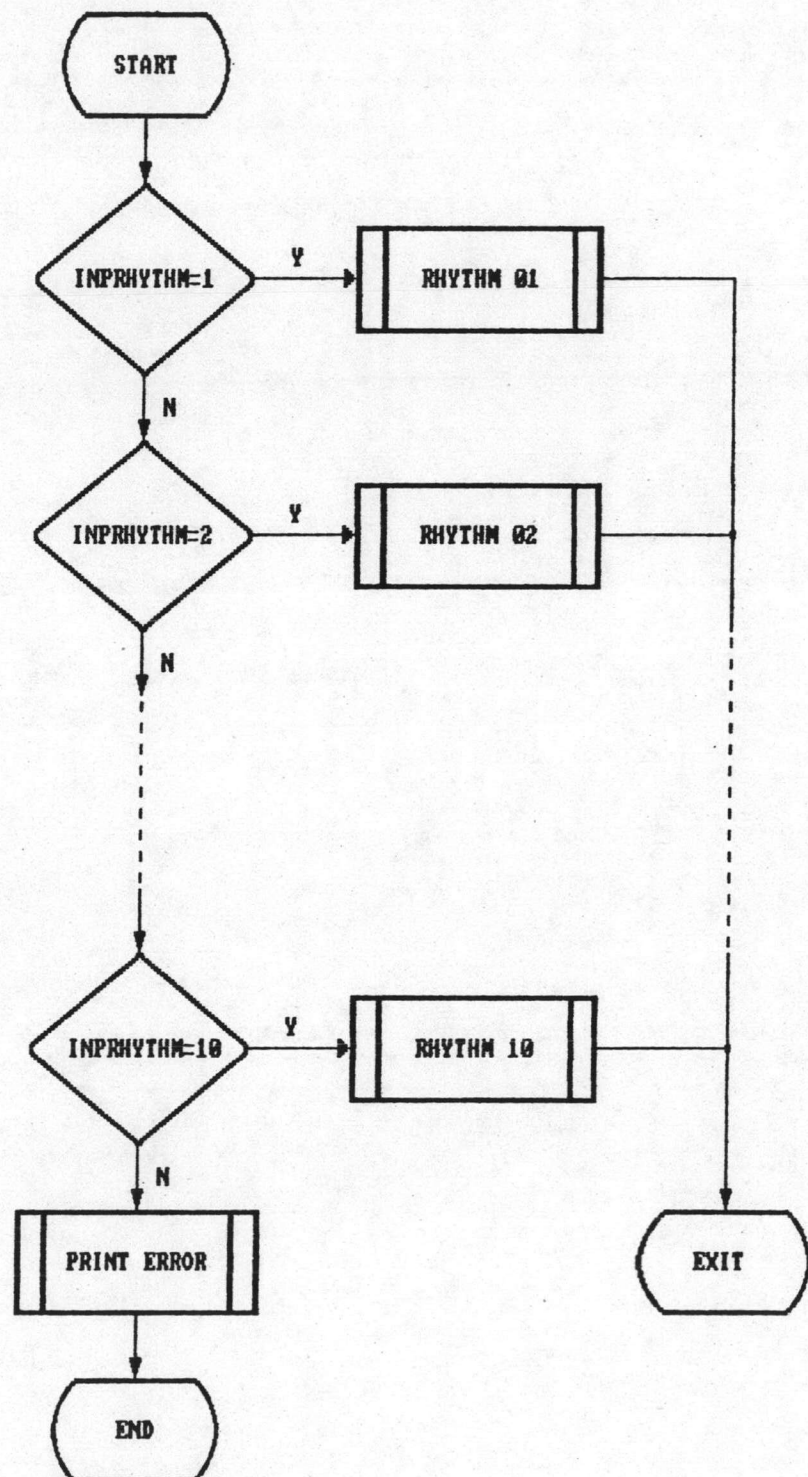 START
INPRHYTHM=1
Y
RHYTHM 01
N
INPRHYTHM=2
Y
RHYTHM 02
N
INPRHYTHM=10
Y
RHYTHM 10
N
PRINT ERROR
EXIT
END